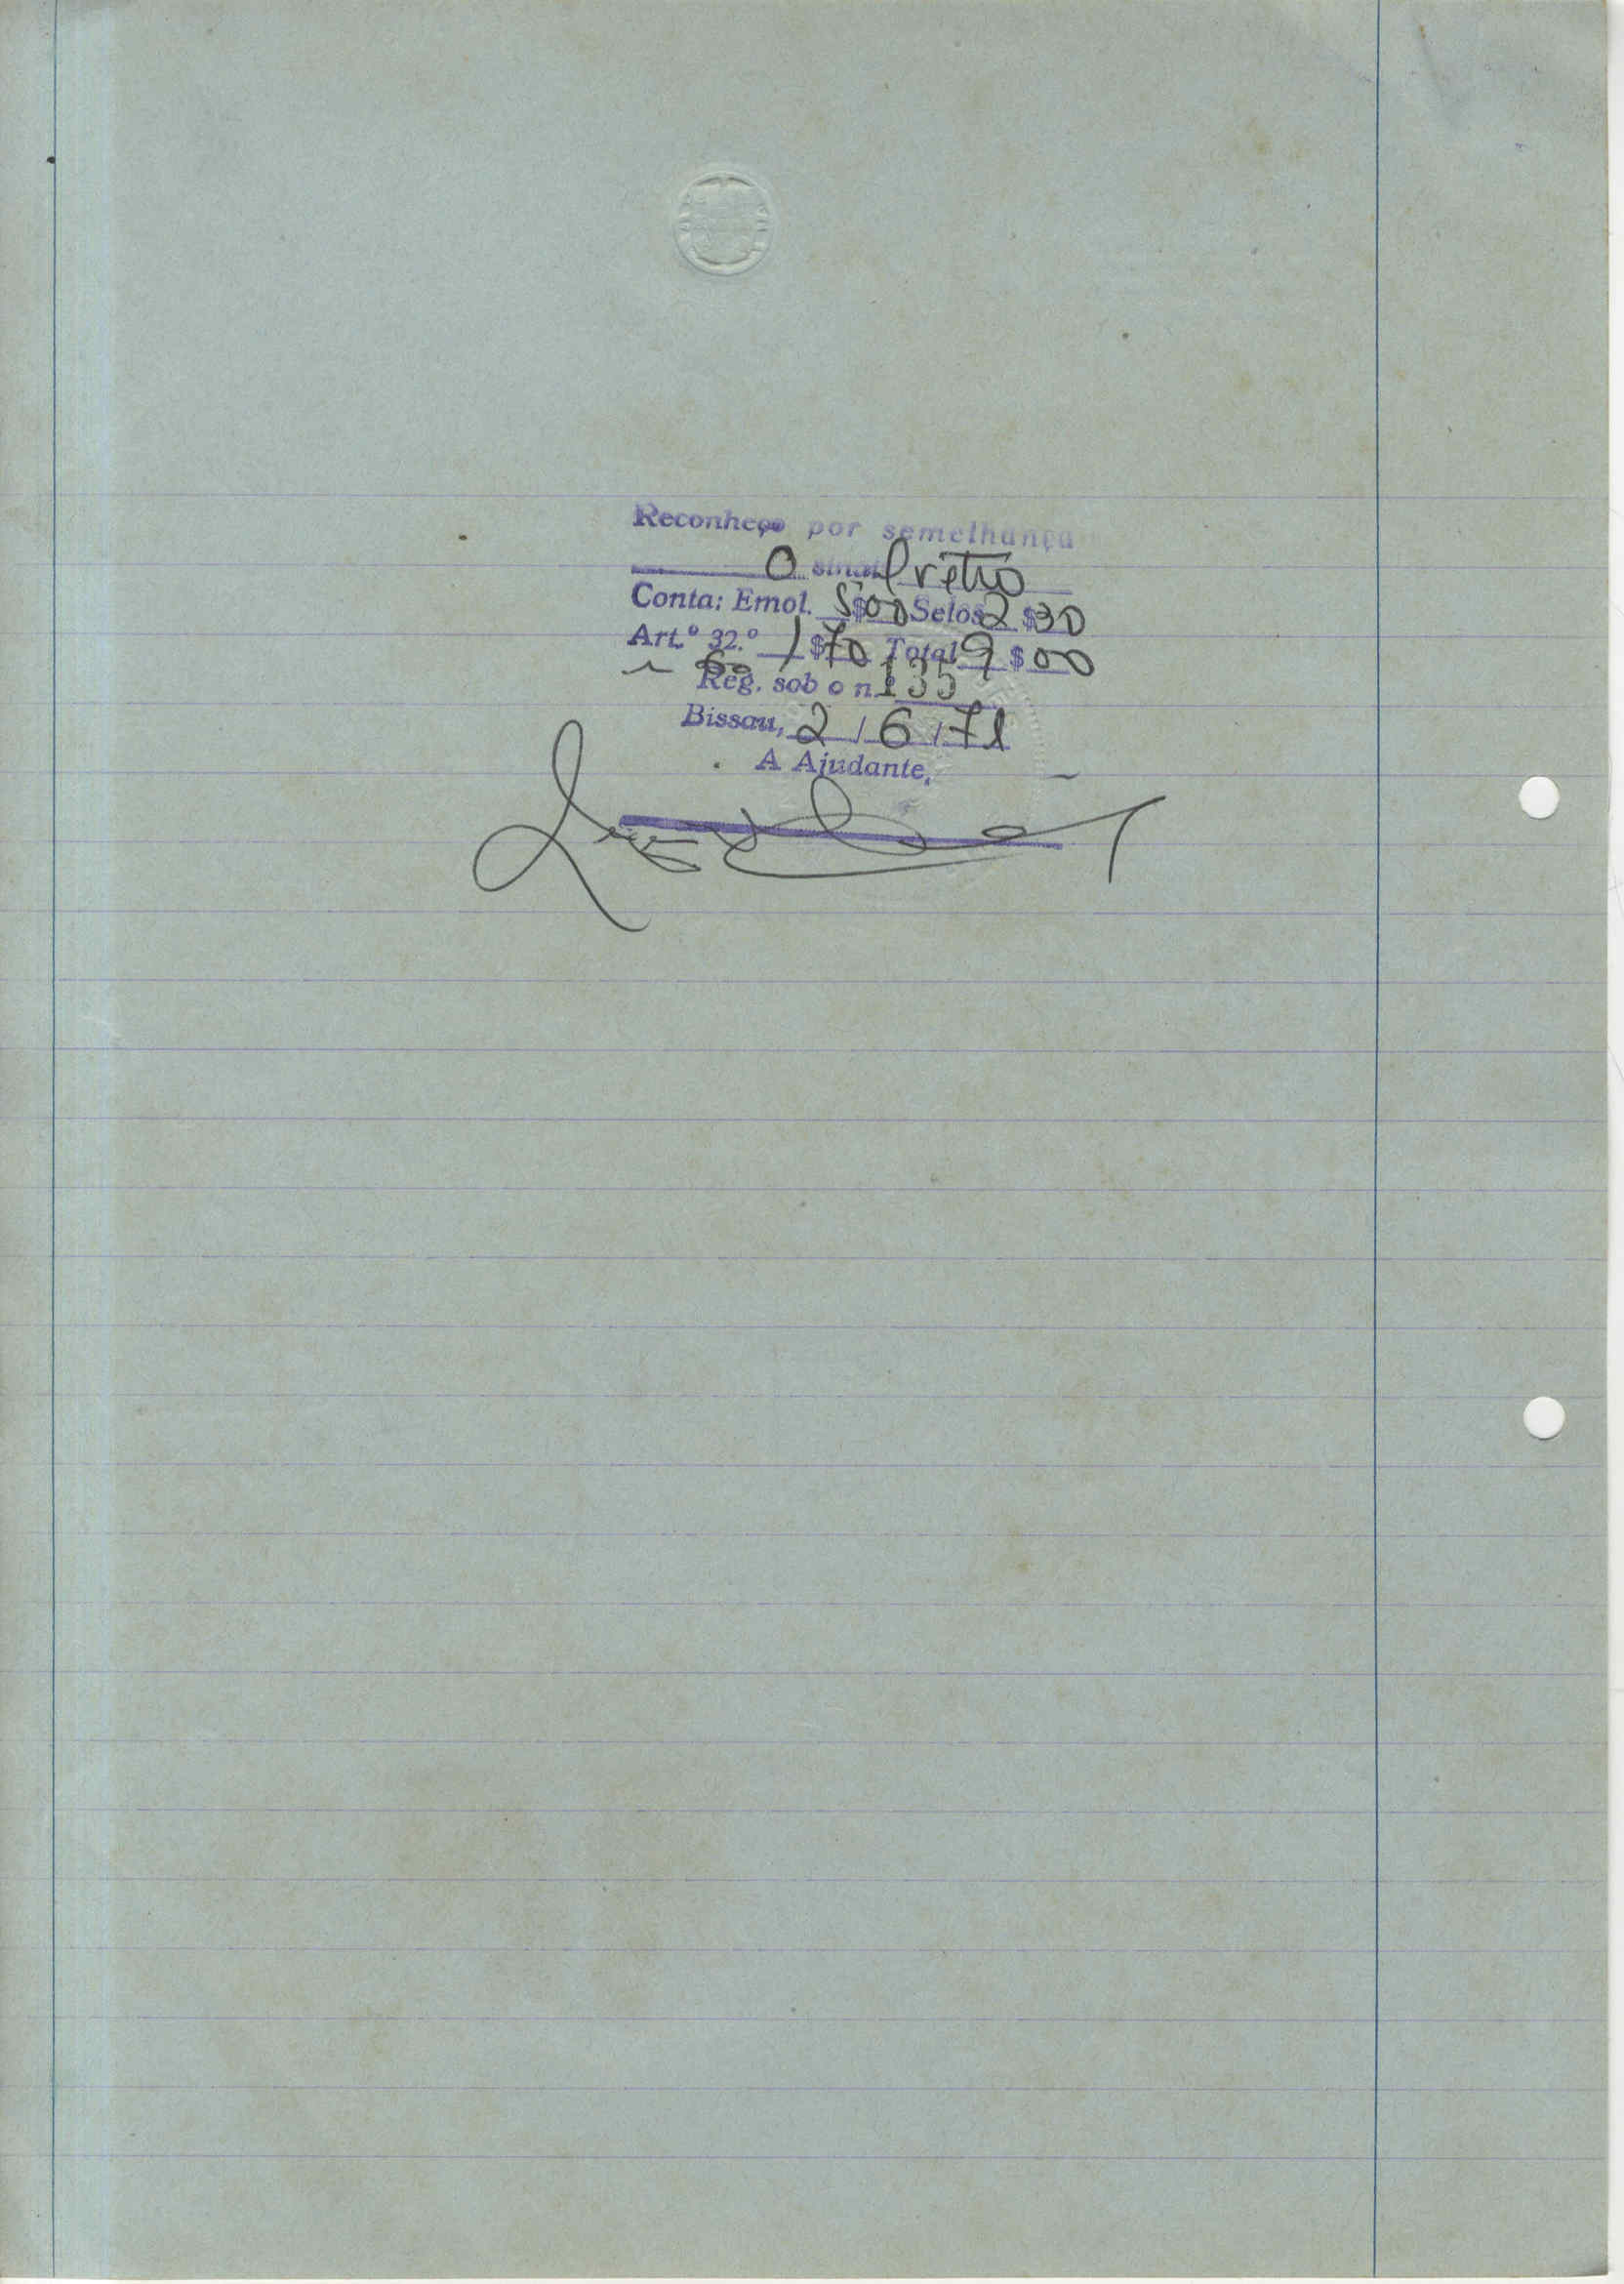 Reconheço por semelhança
O sinal retro
Conta: Emol. 5$00 Selos 2 $30
Art.º 32.º 1 $70 Total 9 $00
Reg. sob o n.º 135
Bissau, 2 / 6 / 71
A Ajudante,